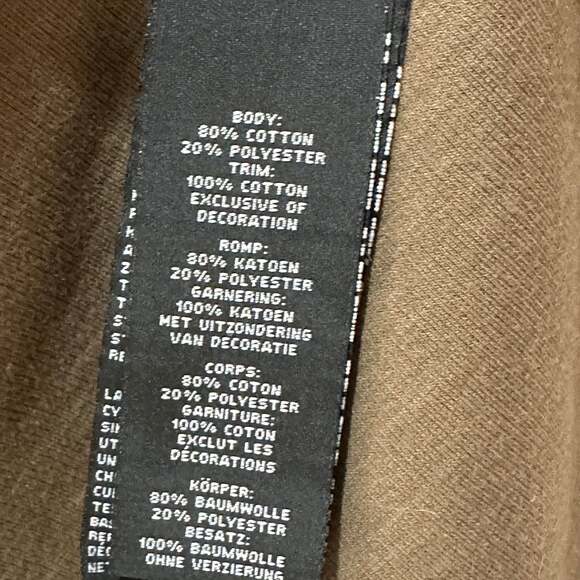 BODY:
80% COTTON
20% POLYESTER
TRIM:
100% COTTON
EXCLUSIVE OF
DECORATION
ROMP:
80% KATOEN
20% POLYESTER
GARNERING:
100% KATOEN
MET UITZONDERING
VAN DECORATIE
CORPS:
80% COTON
20% POLYESTER
GARNITURE:
100% COTON
EXCLUT LES
DÉCORATIONS
KÖRPER:
80% BAUMWOLLE
20% POLYESTER
BESATZ:
100% BAUMWOLLE
OHNE VERZIERUNG